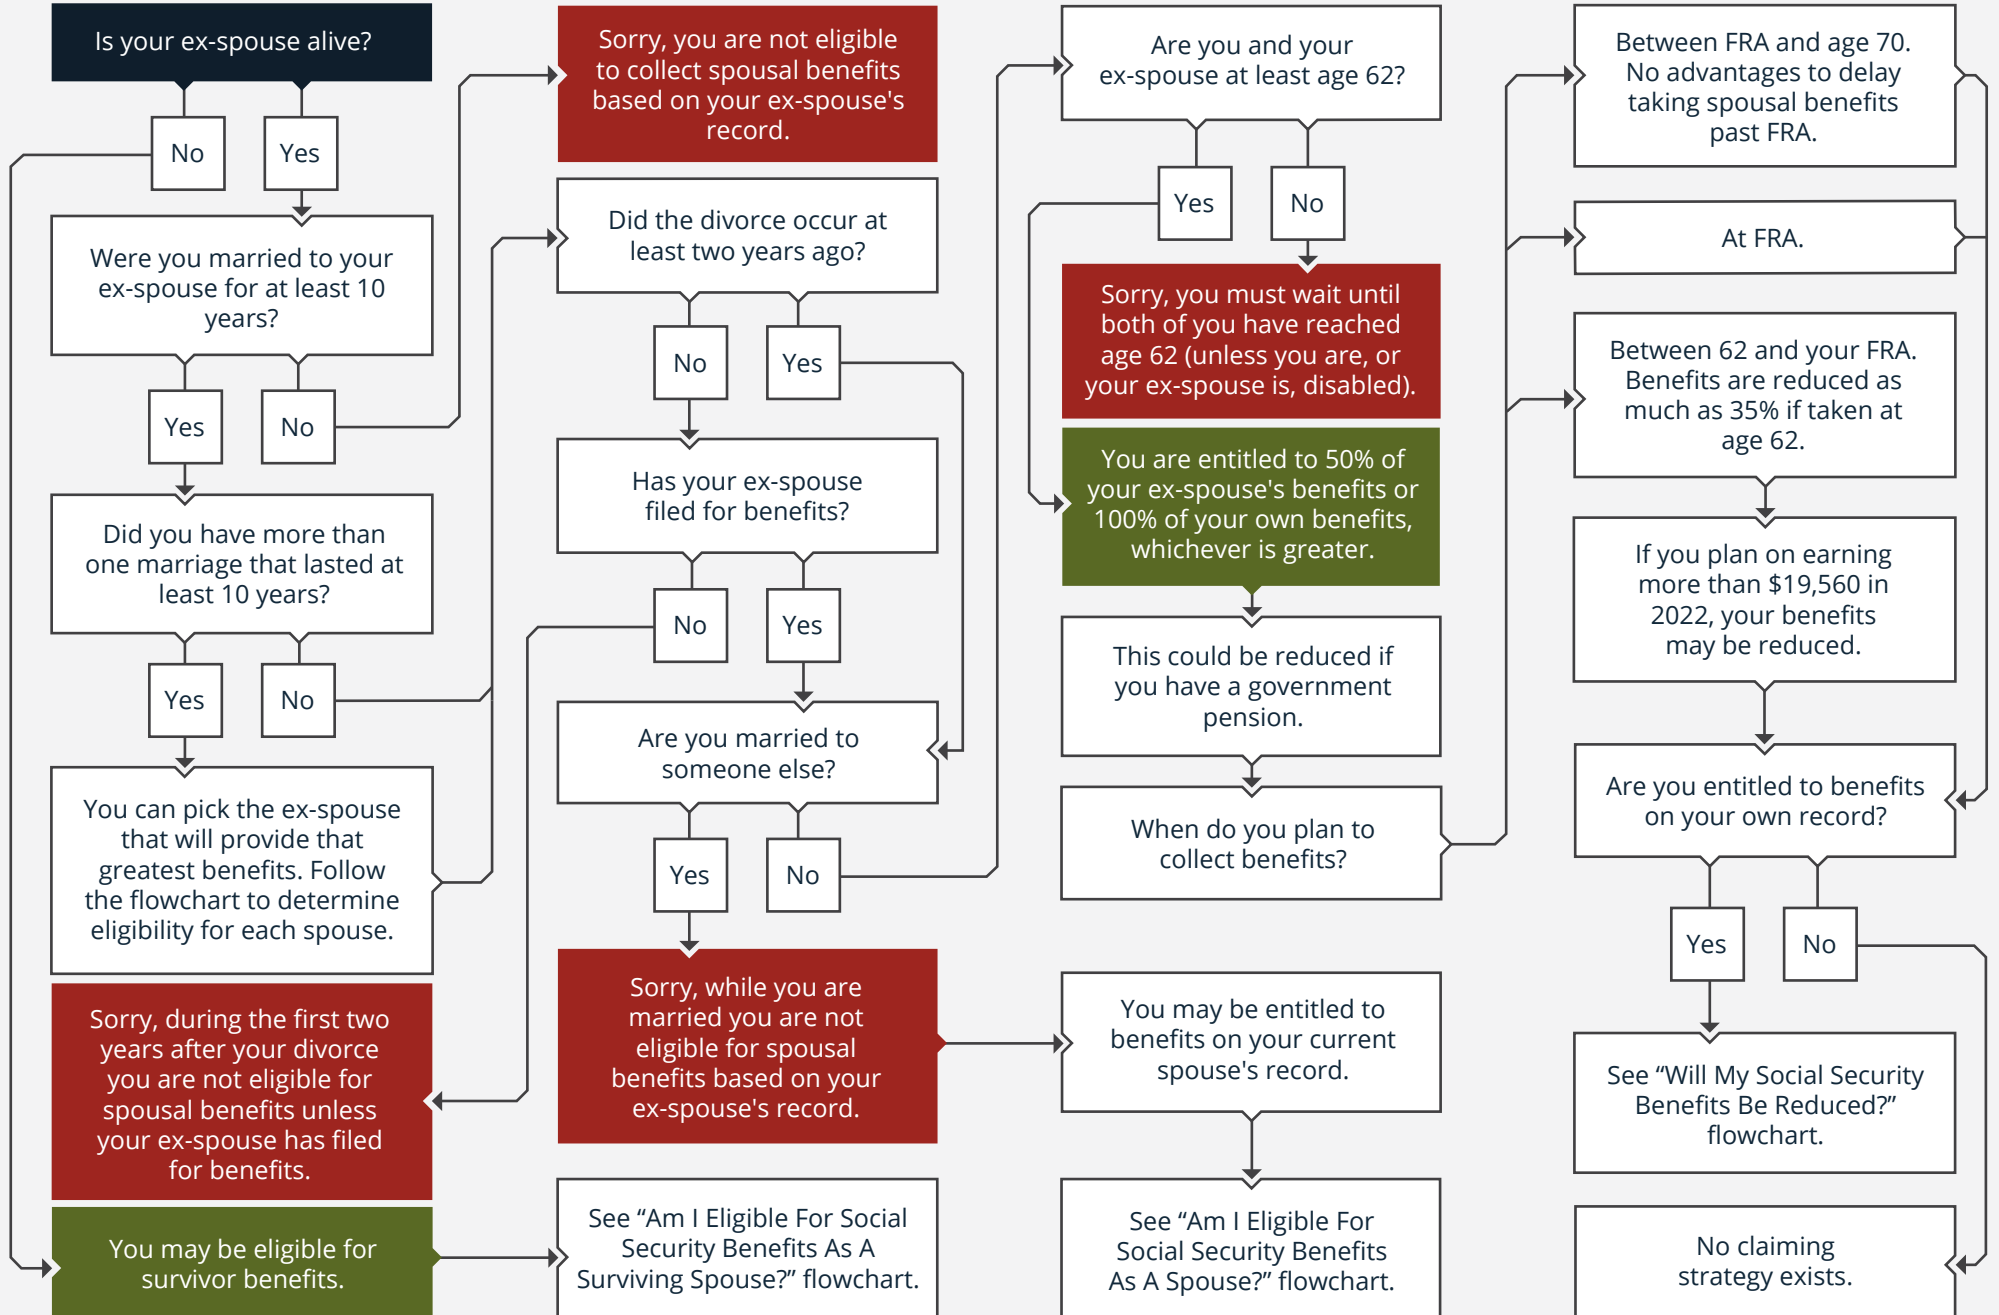 Is your ex-spouse alive?
No
Yes
Were you married to your
ex-spouse for at least 10
years?
Yes
No
Did you have more than
one marriage that lasted at
least 10 years?
Yes
No
You can pick the ex-spouse
that will provide that
greatest benefits. Follow
the flowchart to determine
eligibility for each spouse.
Sorry, during the first two
years after your divorce
you are not eligible for
spousal benefits unless
your ex-spouse has filed
for benefits.
You may be eligible for
survivor benefits.
Sorry, you are not eligible
to collect spousal benefits
based on your ex-spouse's
record.
Did the divorce occur at
least two years ago?
No
Yes
Has your ex-spouse
filed for benefits?
No
Yes
Are you married to
someone else?
Yes
No
Sorry, while you are
married you are not
eligible for spousal
benefits based on your
ex-spouse's record.
See “Am I Eligible For Social
Security Benefits As A
Surviving Spouse?” flowchart.
Are you and your
ex-spouse at least age 62?
Yes
No
Sorry, you must wait until
both of you have reached
age 62 (unless you are, or
your ex-spouse is, disabled).
You are entitled to 50% of
your ex-spouse's benefits or
100% of your own benefits,
whichever is greater.
This could be reduced if
you have a government
pension.
When do you plan to
collect benefits?
You may be entitled to
benefits on your current
spouse's record.
See “Am I Eligible For
Social Security Benefits
As A Spouse?” flowchart.
Between FRA and age 70.
No advantages to delay
taking spousal benefits
past FRA.
At FRA.
Between 62 and your FRA.
Benefits are reduced as
much as 35% if taken at
age 62.
If you plan on earning
more than $19,560 in
2022, your benefits
may be reduced.
Are you entitled to benefits
on your own record?
Yes
No
See “Will My Social Security
Benefits Be Reduced?”
flowchart.
No claiming
strategy exists.